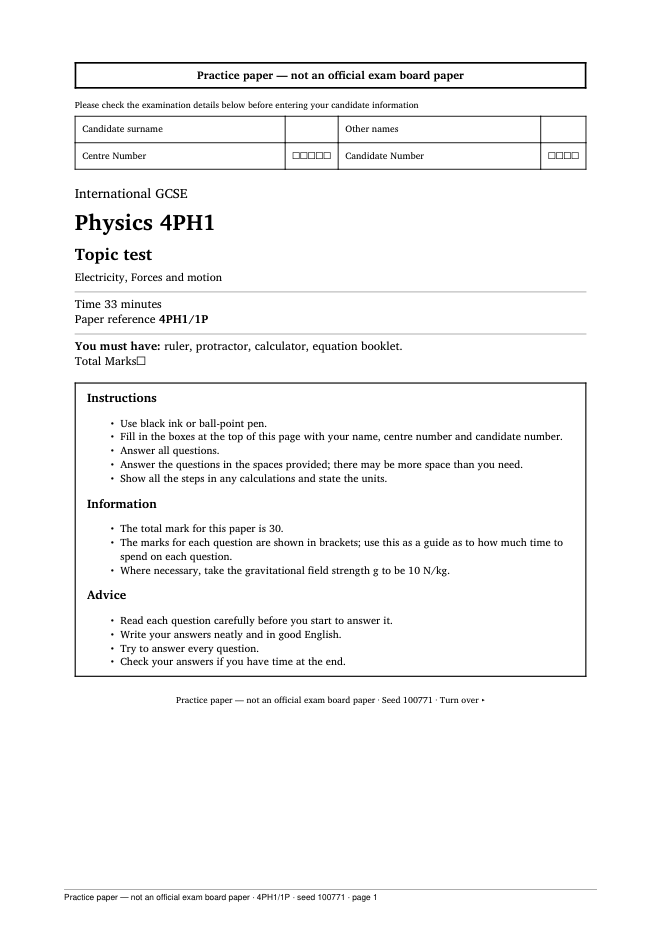 Practice paper — not an official exam board paper
Please check the examination details below before entering your candidate information
Candidate surname
Other names
Centre Number □□□□□ Candidate Number □□□□
International GCSE
Physics 4PH1
Topic test
Electricity, Forces and motion
Time 33 minutes
Paper reference 4PH1/1P
You must have: ruler, protractor, calculator, equation booklet.
Total Marks□
Instructions
• Use black ink or ball-point pen.
• Fill in the boxes at the top of this page with your name, centre number and candidate number.
• Answer all questions.
• Answer the questions in the spaces provided; there may be more space than you need.
• Show all the steps in any calculations and state the units.
Information
• The total mark for this paper is 30.
• The marks for each question are shown in brackets; use this as a guide as to how much time to
spend on each question.
• Where necessary, take the gravitational field strength g to be 10 N/kg.
Advice
• Read each question carefully before you start to answer it.
• Write your answers neatly and in good English.
• Try to answer every question.
• Check your answers if you have time at the end.
Practice paper — not an official exam board paper · Seed 100771 · Turn over ▸
Practice paper — not an official exam board paper · 4PH1/1P · seed 100771 · page 1